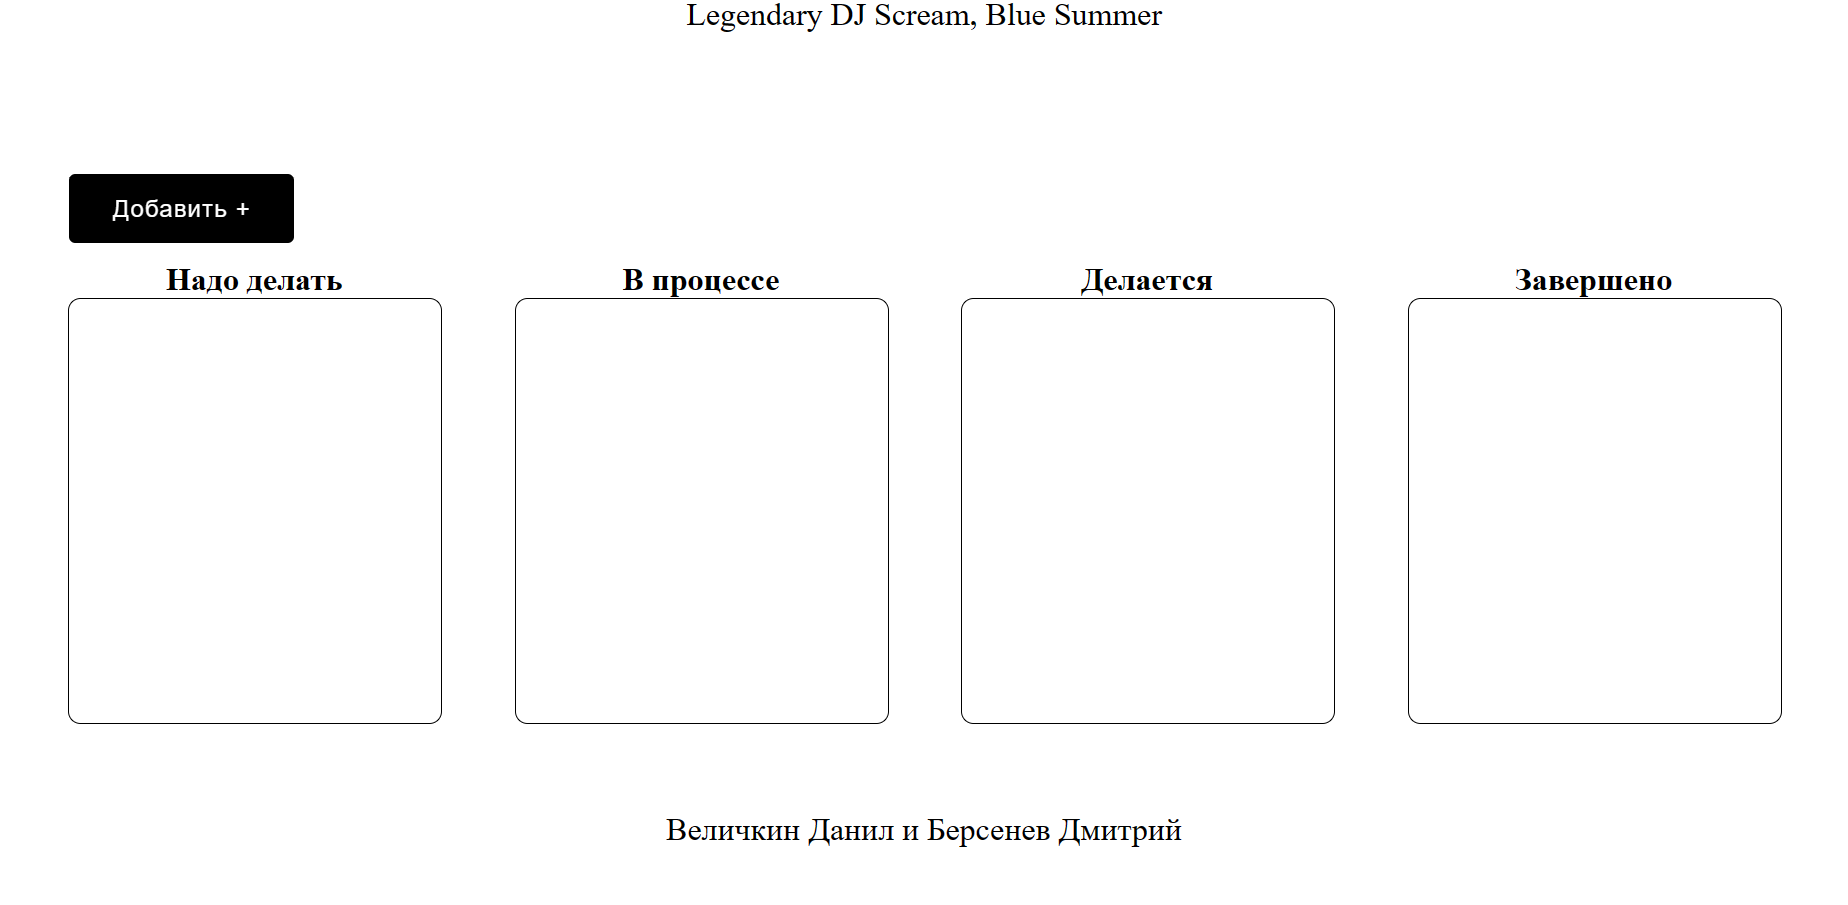 Legendary DJ Scream, Blue Summer
Добавить +
Надо делать
В процессе
Делается
Завершено
Величкин Данил и Берсенев Дмитрий